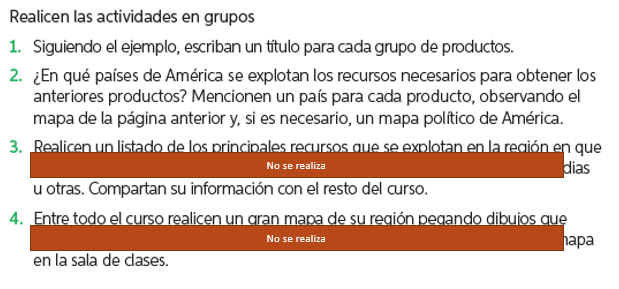 Realicen las actividades en grupos
1. Siguiendo el ejemplo, escriban un título para cada grupo de productos.
2. ¿En qué países de América se explotan los recursos necesarios para obtener los
anteriores productos? Mencionen un país para cada producto, observando el
mapa de la página anterior y, si es necesario, un mapa político de América.
3. Realicen un listado de los principales recursos que se explotan en la región en que
No se realiza
dias
u otras. Compartan su información con el resto del curso.
4. Entre todo el curso realicen un gran mapa de su región pegando dibujos que
No se realiza
mapa
en la sala de clases.